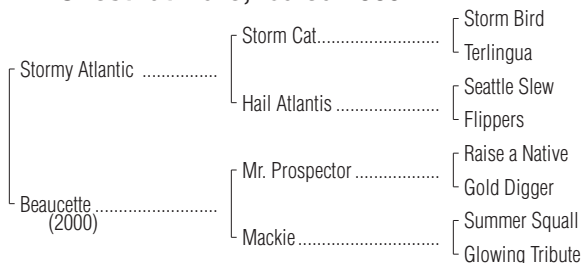 Storm Bird
Storm Cat
Terlingua
Stormy Atlantic
Seattle Slew
Hail Atlantis
Flippers
Raise a Native
Mr. Prospector
Gold Digger
Beaucette
(2000)
Summer Squall
Mackie
Glowing Tribute